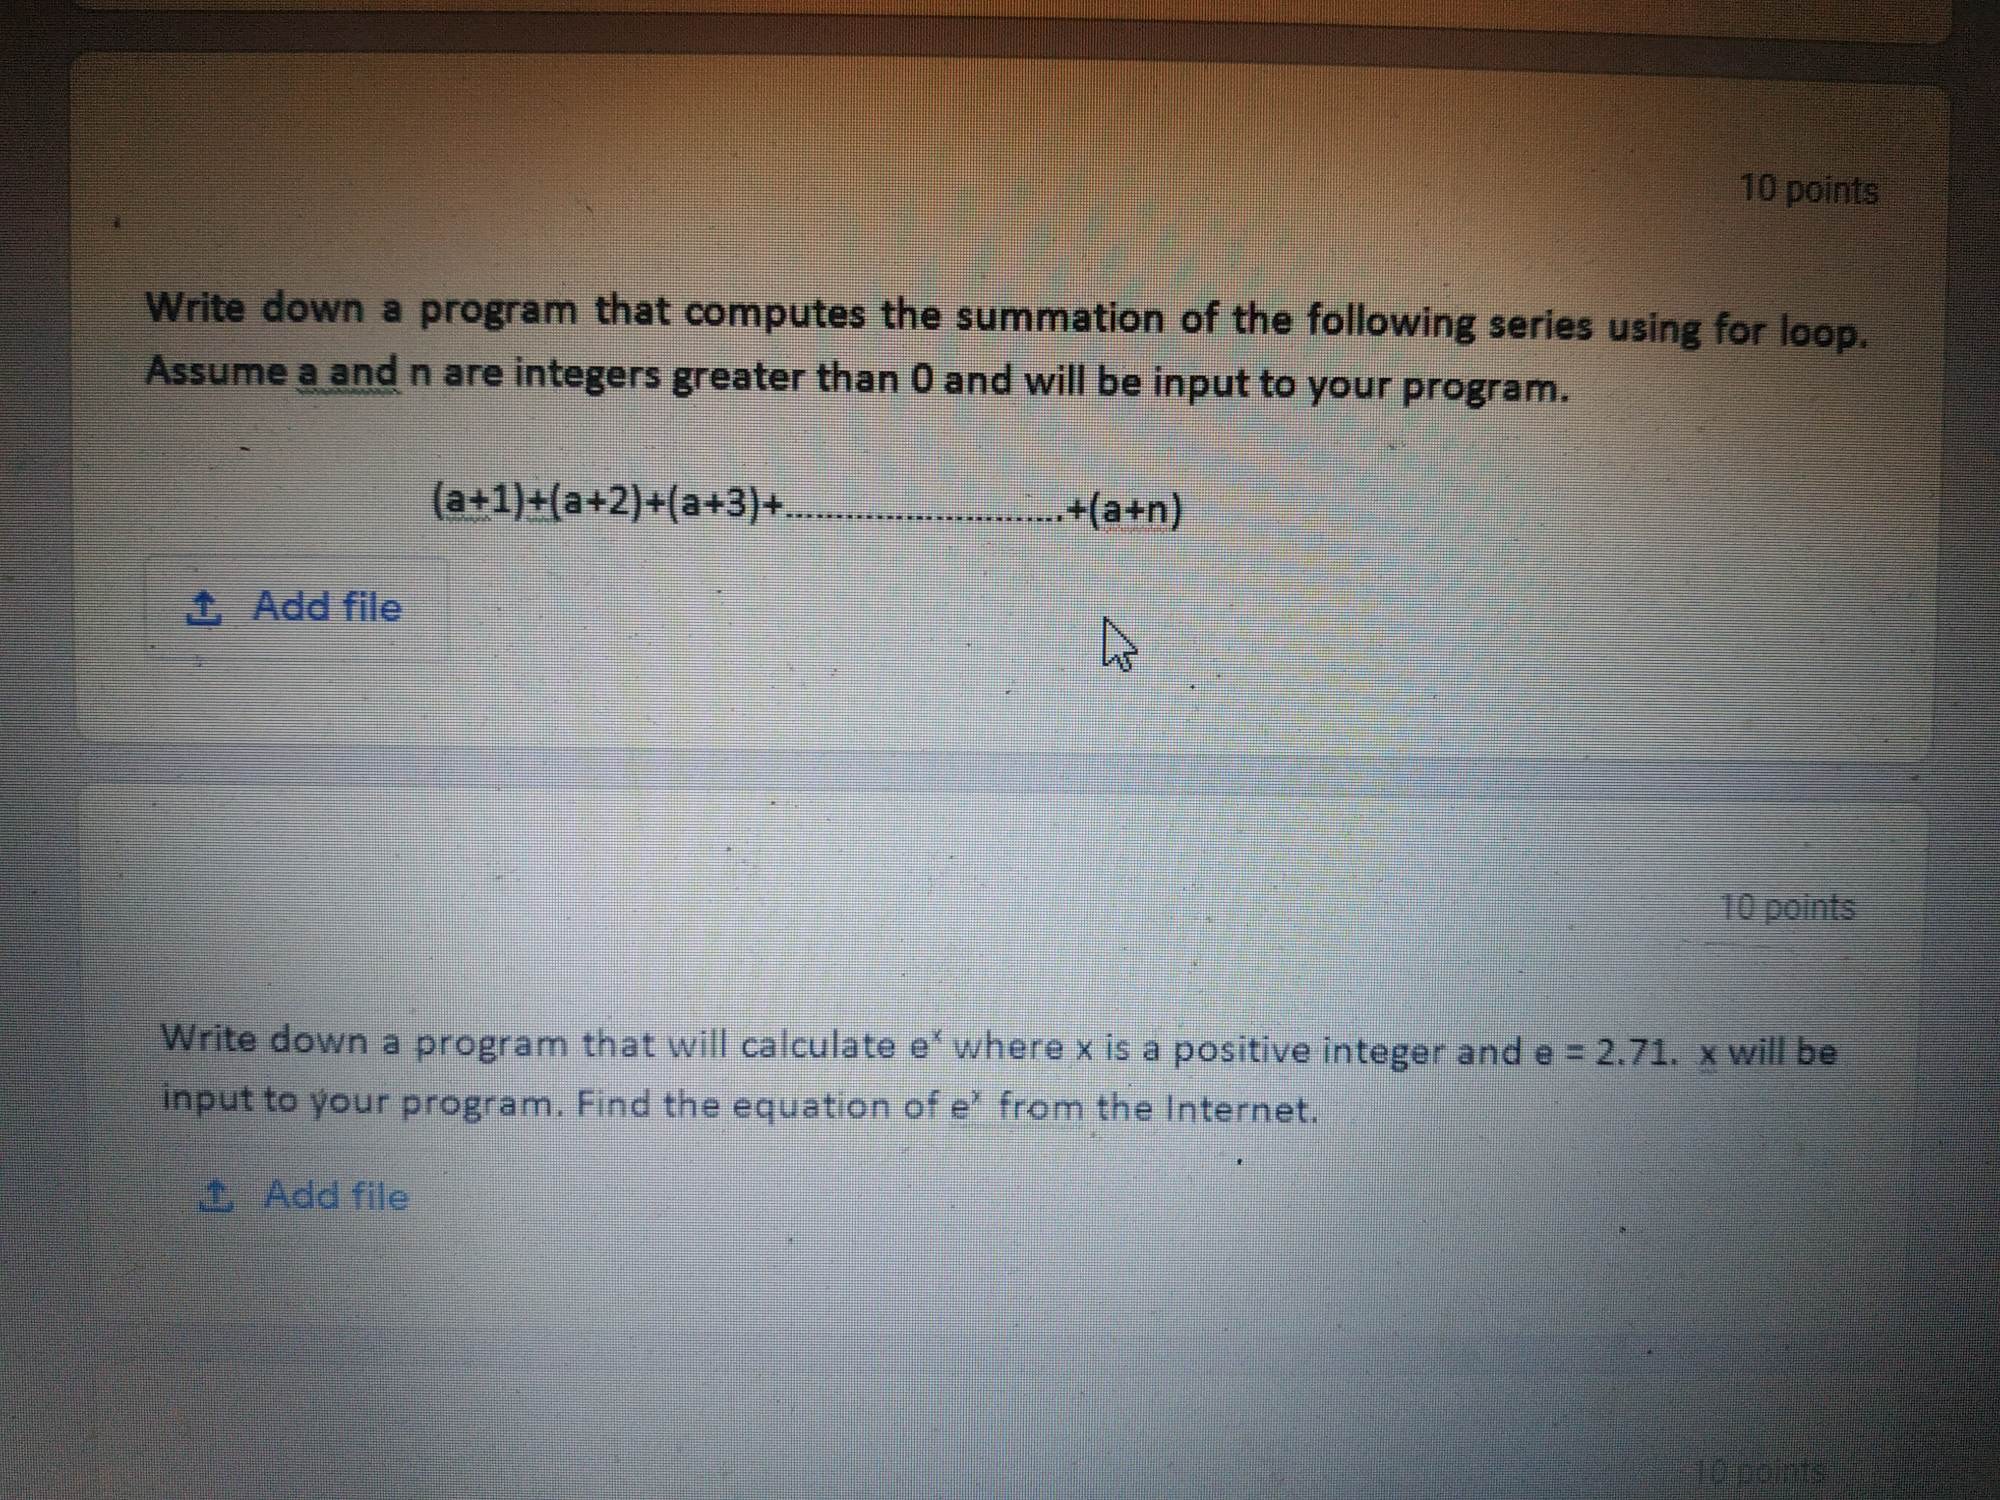 10 points
Write down a program that computes the summation of the following series using for loop.
Assume a and n are integers greater than 0 and will be input to your program.
(a+1)+(a+2)+(a+3)+...........................+(a+n)
Add file
10 points
Write down a program that will calculate eˣ where x is a positive integer and e = 2.71. x will be
input to your program. Find the equation of eˣ from the Internet.
Add file
10 points